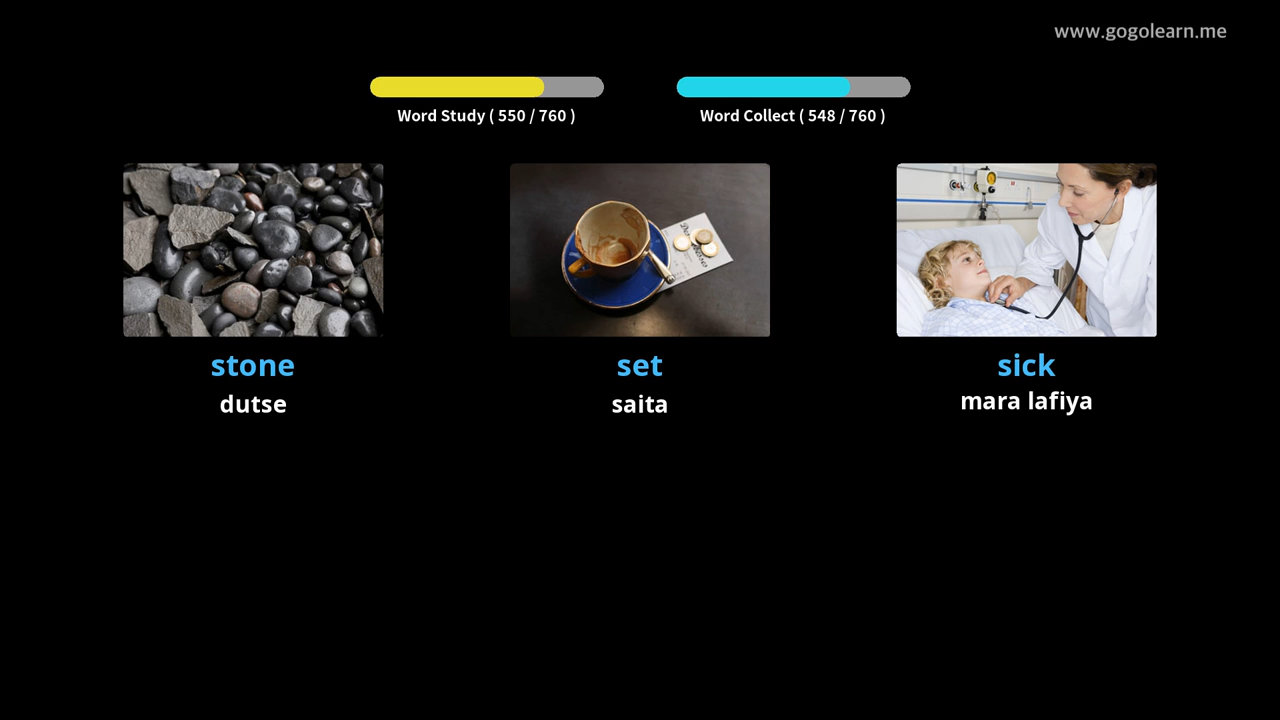 www.gogolearn.me
Word Study ( 550 / 760 )
Word Collect ( 548 / 760 )
stone
set
sick
dutse
saita
mara lafiya